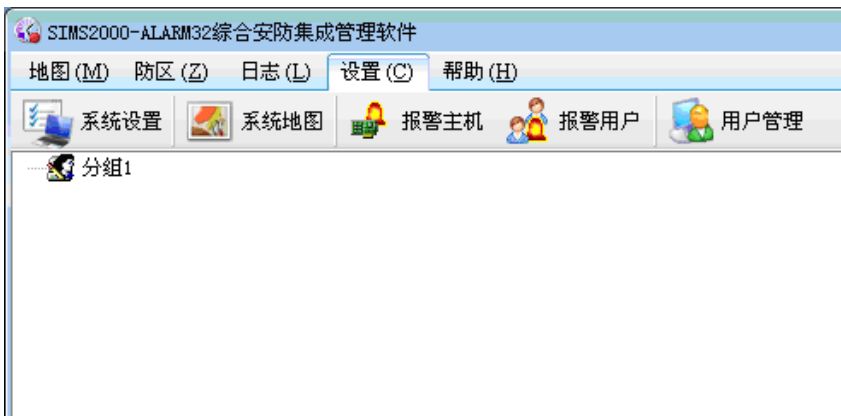 SIMS2000-ALARM32综合安防集成管理软件
地图(M) 防区(Z) 日志(L) 设置(C) 帮助(H)
系统设置 系统地图 报警主机 报警用户 用户管理
分组1